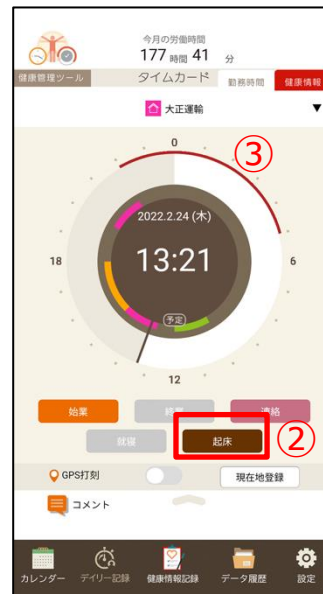 今月の労働時間
177 時間 41 分
健康管理ツール タイムカード 勤務時間 健康情報
大正運輸 ▼
0
③
2022.2.24 (木)
13:21
18 6
予定
12
始業 終業 連絡
就寝 起床 ②
GPS打刻 現在地登録
コメント
カレンダー デイリー記録 健康情報記録 データ履歴 設定